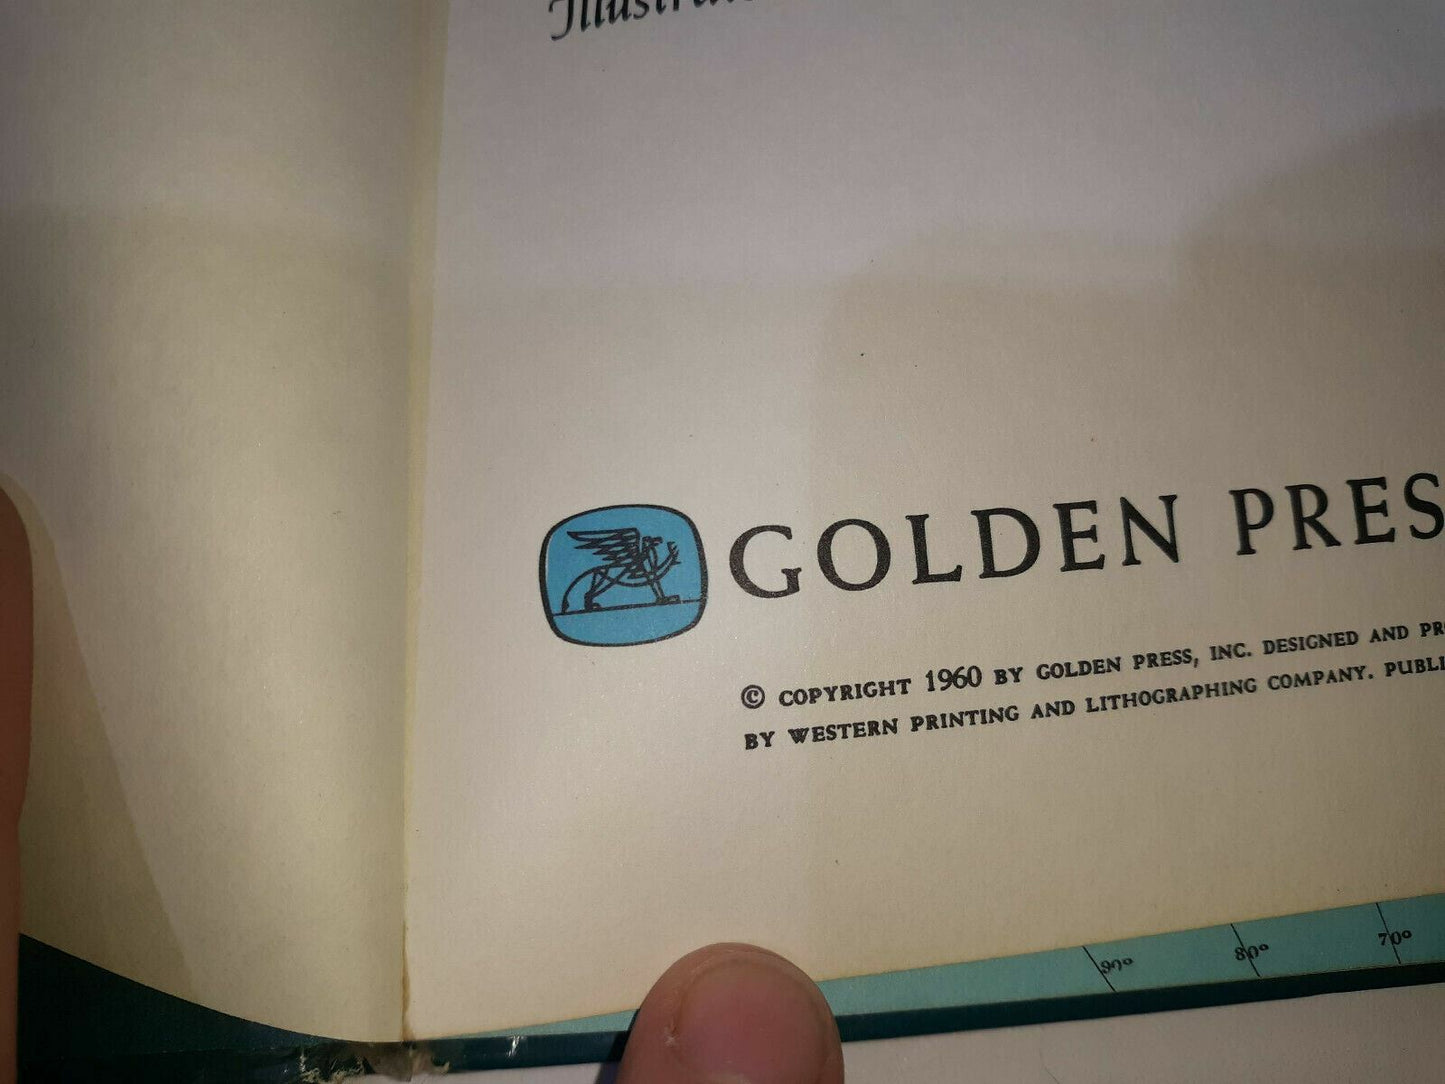 GOLDEN PRES
© COPYRIGHT 1960 BY GOLDEN PRESS, INC. DESIGNED AND PR
BY WESTERN PRINTING AND LITHOGRAPHING COMPANY. PUBLI
90° 80° 70°